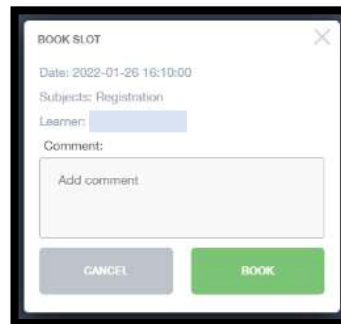 BOOK SLOT
Date: 2022-01-26 16:10:00
Subjects: Registration
Learner:
Comment:
Add comment
CANCEL
BOOK